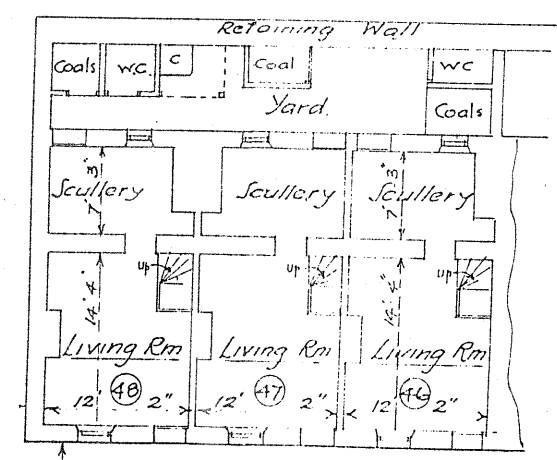 Retaining Wall
Coals W.C. C Coal WC
Yard. Coals
Scullery Scullery Scullery
7' 3" 7' 3"
up up up
14' 4" 14' 4"
Living Rm Living Rm Living Rm
48 47 46
12' 2" 12' 2" 12' 2"